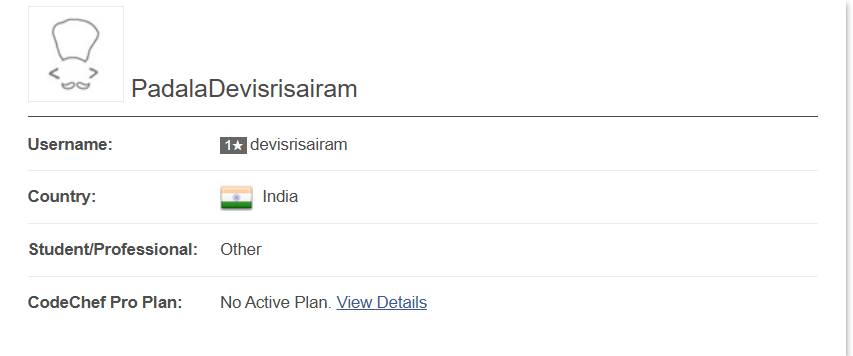 PadalaDevisrisairam
Username: 1★ devisrisairam
Country: India
Student/Professional: Other
CodeChef Pro Plan: No Active Plan. View Details